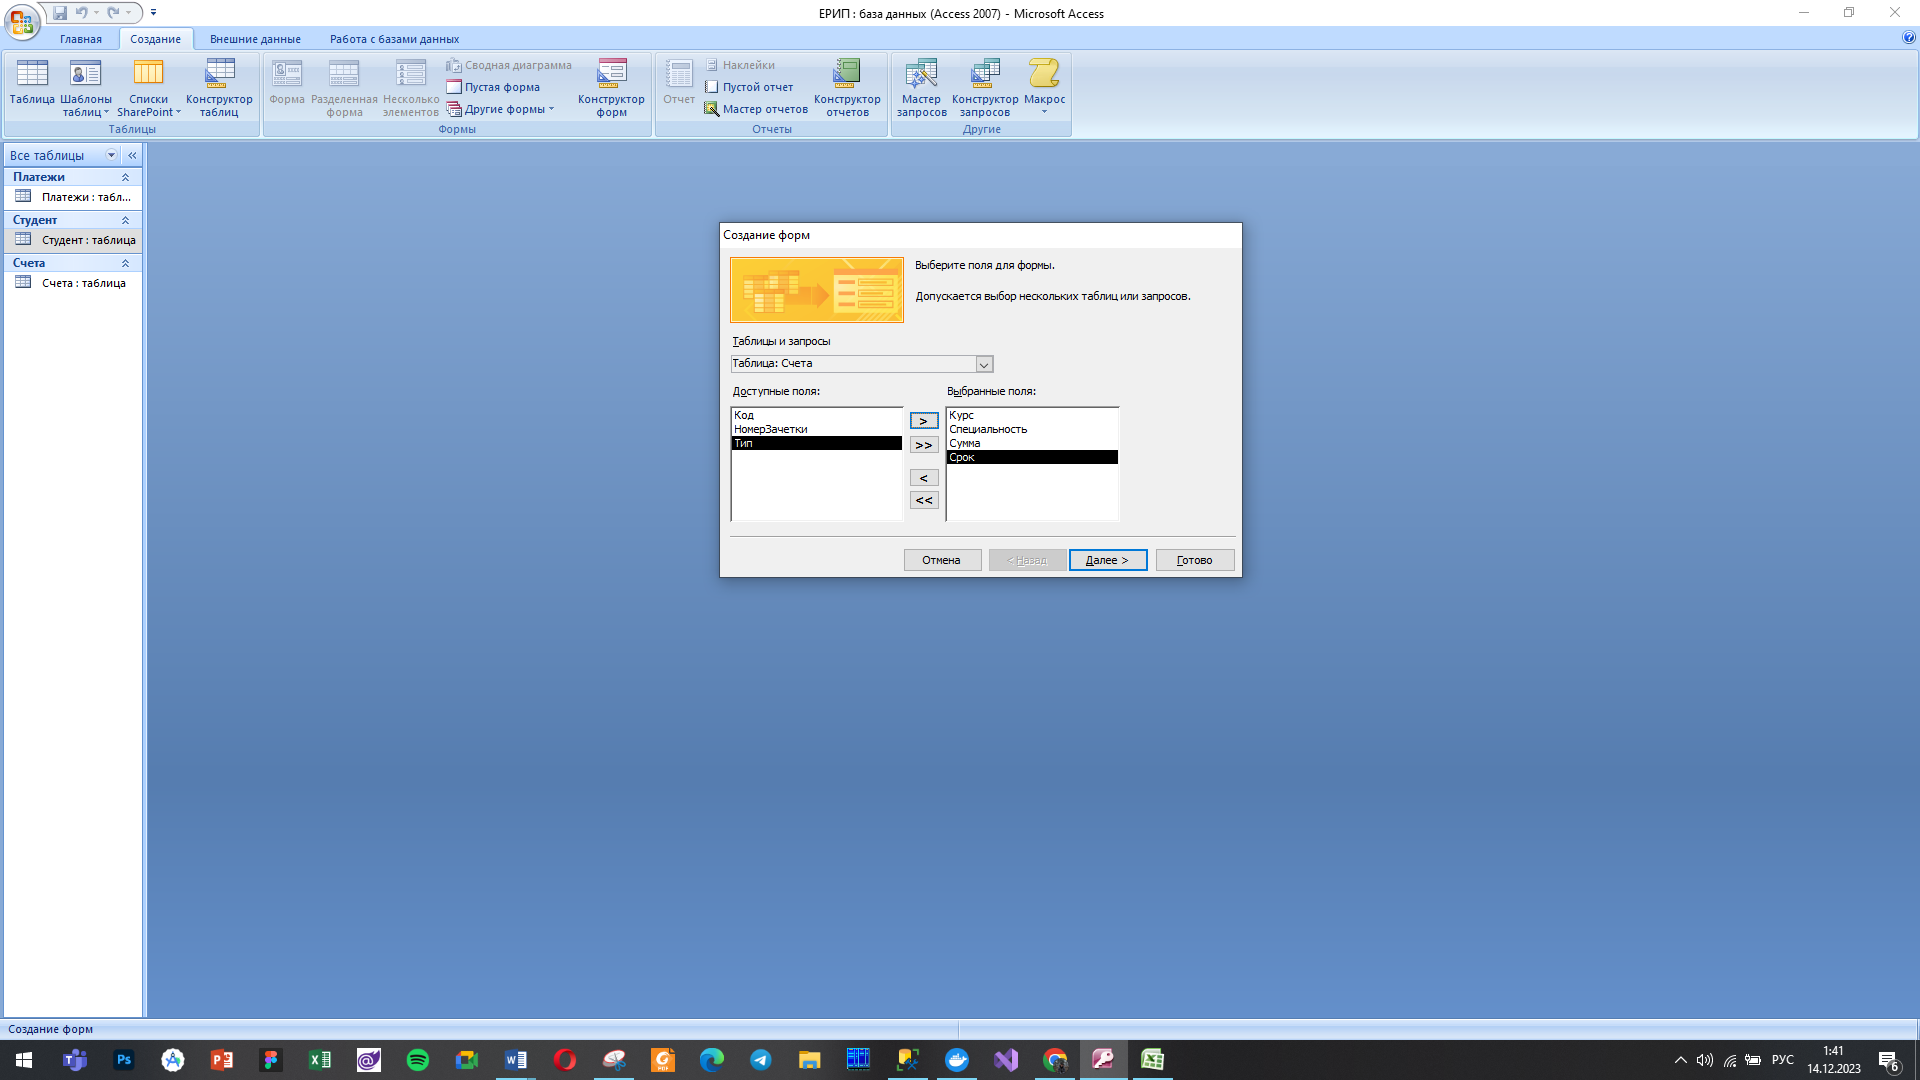 ЕРИП : база данных (Access 2007) - Microsoft Access
Главная
Создание
Внешние данные
Работа с базами данных
Таблица
Шаблоны
таблиц
Списки
SharePoint
Конструктор
таблиц
Таблицы
Форма
Разделенная
форма
Несколько
элементов
Сводная диаграмма
Пустая форма
Другие формы
Конструктор
форм
Формы
Отчет
Наклейки
Пустой отчет
Мастер отчетов
Конструктор
отчетов
Отчеты
Мастер
запросов
Конструктор
запросов
Макрос
Другие
Все таблицы
Платежи
Платежи : табл...
Студент
Студент : таблица
Счета
Счета : таблица
Создание форм
Выберите поля для формы.
Допускается выбор нескольких таблиц или запросов.
Таблицы и запросы
Таблица: Счета
Доступные поля:
Выбранные поля:
Код
НомерЗачетки
Тип
>
>>
<
<<
Курс
Специальность
Сумма
Срок
Отмена
< Назад
Далее >
Готово
Создание форм
РУС
1:41
14.12.2023
6